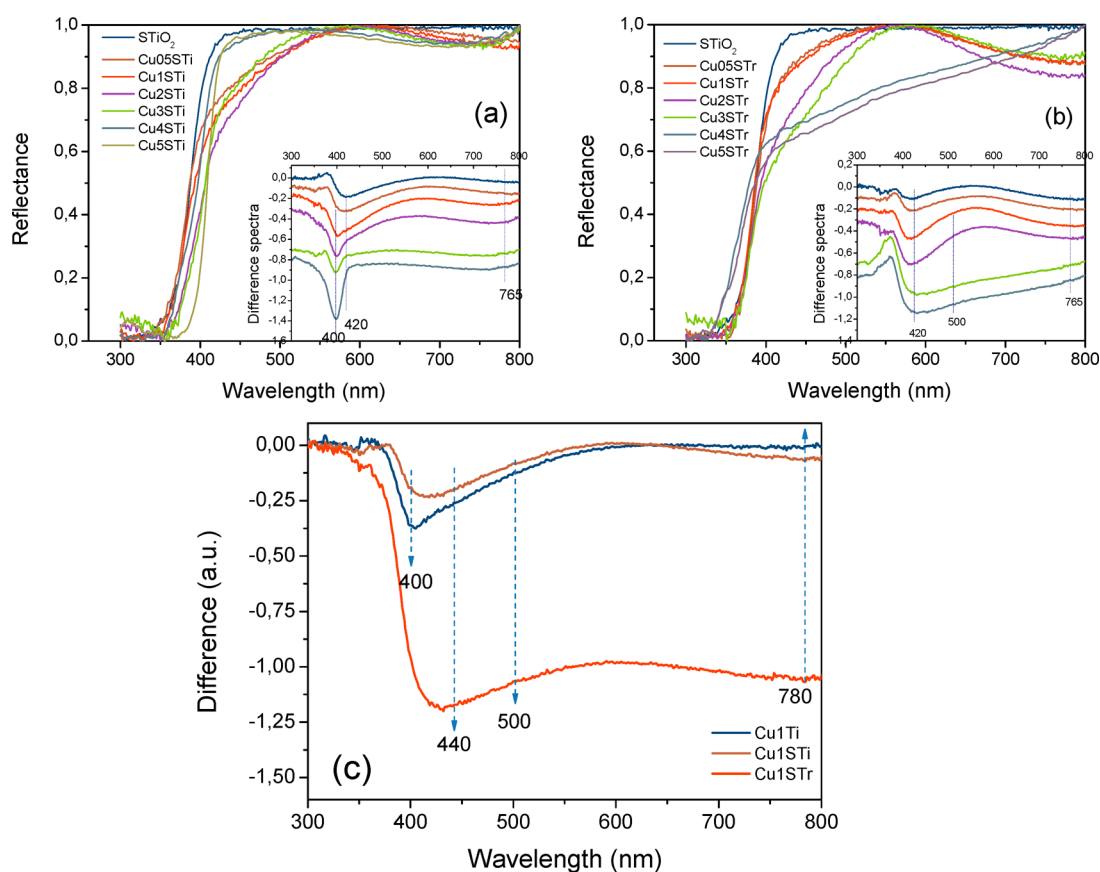 1,0
0,8
0,6
0,4
0,2
0,0
Reflectance
300 400 500 600 700 800
Wavelength (nm)
STiO2
Cu05STi
Cu1STi
Cu2STi
Cu3STi
Cu4STi
Cu5STi
(a)
300 400 500 600 700 800
0,0
-0,2
-0,4
-0,6
-0,8
-1,0
-1,2
-1,4
Difference spectra
765
420
400
1,0
0,8
0,6
0,4
0,2
0,0
Reflectance
300 400 500 600 700 800
Wavelength (nm)
STiO2
Cu05STr
Cu1STr
Cu2STr
Cu3STr
Cu4STr
Cu5STr
(b)
300 400 500 600 700 800
0,2
0,0
-0,2
-0,4
-0,6
-0,8
-1,0
-1,2
Difference spectra
765
500
420
0,00
-0,25
-0,50
-0,75
-1,00
-1,25
-1,50
Difference (a.u.)
400
440
500
780
Cu1Ti
Cu1STi
Cu1STr
(c)
300 400 500 600 700 800
Wavelength (nm)